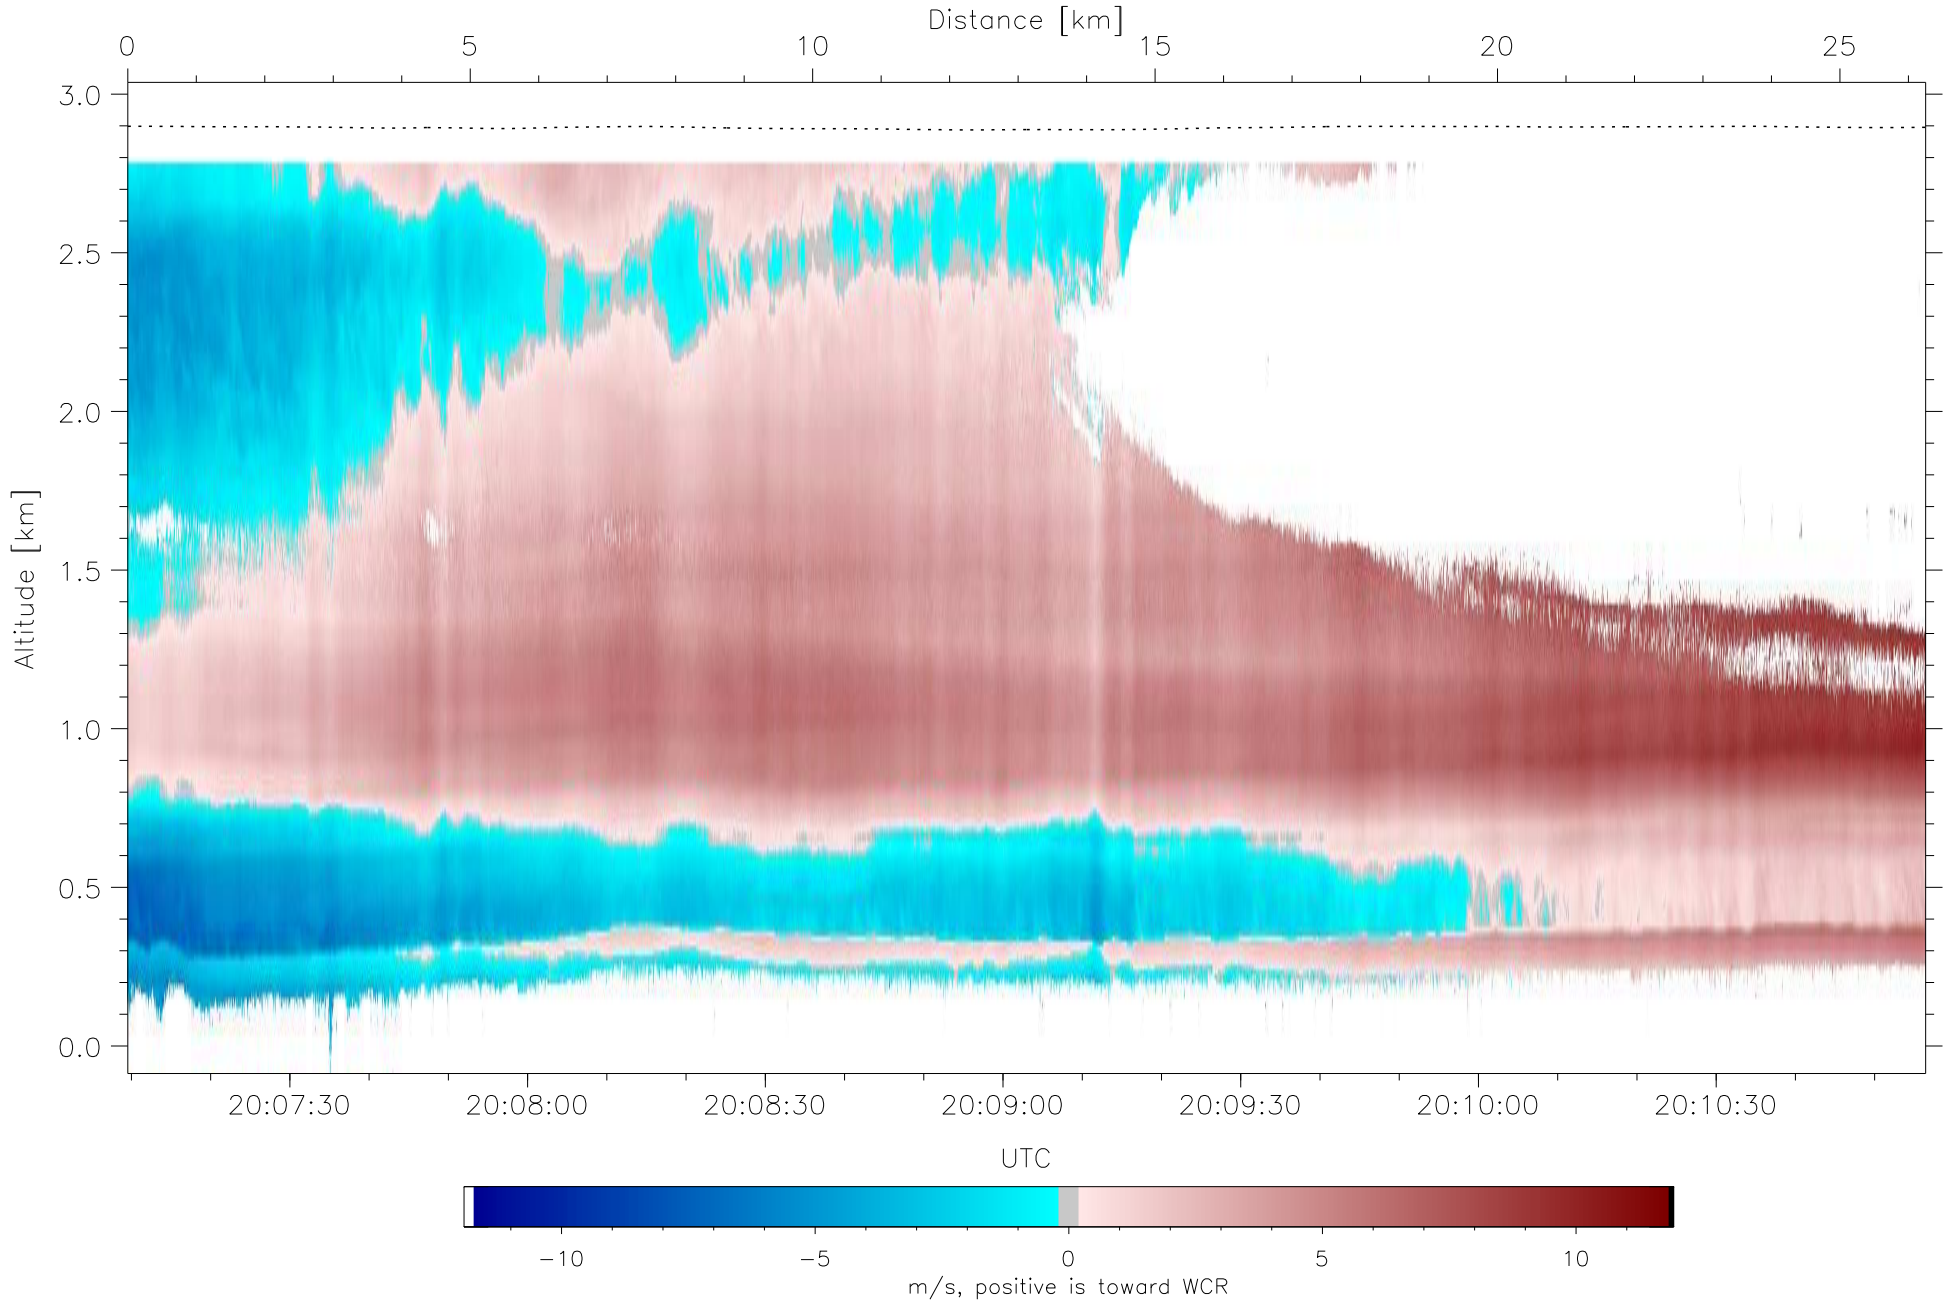 Distance [km]
0 5 10 15 20 25
3.0
2.5
2.0
1.5
1.0
0.5
0.0
Altitude [km]
20:07:30 20:08:00 20:08:30 20:09:00 20:09:30 20:10:00 20:10:30
UTC
−10 −5 0 5 10
m/s, positive is toward WCR